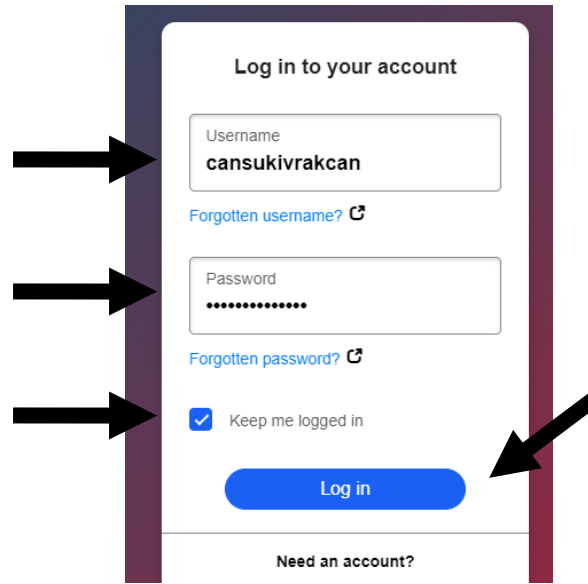 Log in to your account
Username
cansukivrakcan
Forgotten username?
Password
••••••••••••••
Forgotten password?
Keep me logged in
Log in
Need an account?